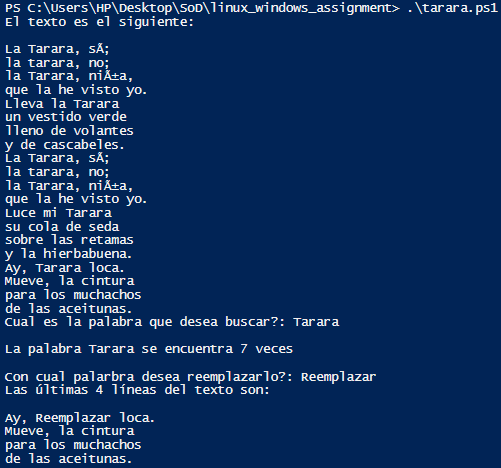 PS C:\Users\HP\Desktop\SoD\linux_windows_assignment> .\tarara.ps1
El texto es el siguiente:
La Tarara, sÃ;
la tarara, no;
la Tarara, niÃ±a,
que la he visto yo.
Lleva la Tarara
un vestido verde
lleno de volantes
y de cascabeles.
La Tarara, sÃ;
la tarara, no;
la Tarara, niÃ±a,
que la he visto yo.
Luce mi Tarara
su cola de seda
sobre las retamas
y la hierbabuena.
Ay, Tarara loca.
Mueve, la cintura
para los muchachos
de las aceitunas.
Cual es la palabra que desea buscar?: Tarara
La palabra Tarara se encuentra 7 veces
Con cual palarbra desea reemplazarlo?: Reemplazar
Las últimas 4 líneas del texto son:
Ay, Reemplazar loca.
Mueve, la cintura
para los muchachos
de las aceitunas.